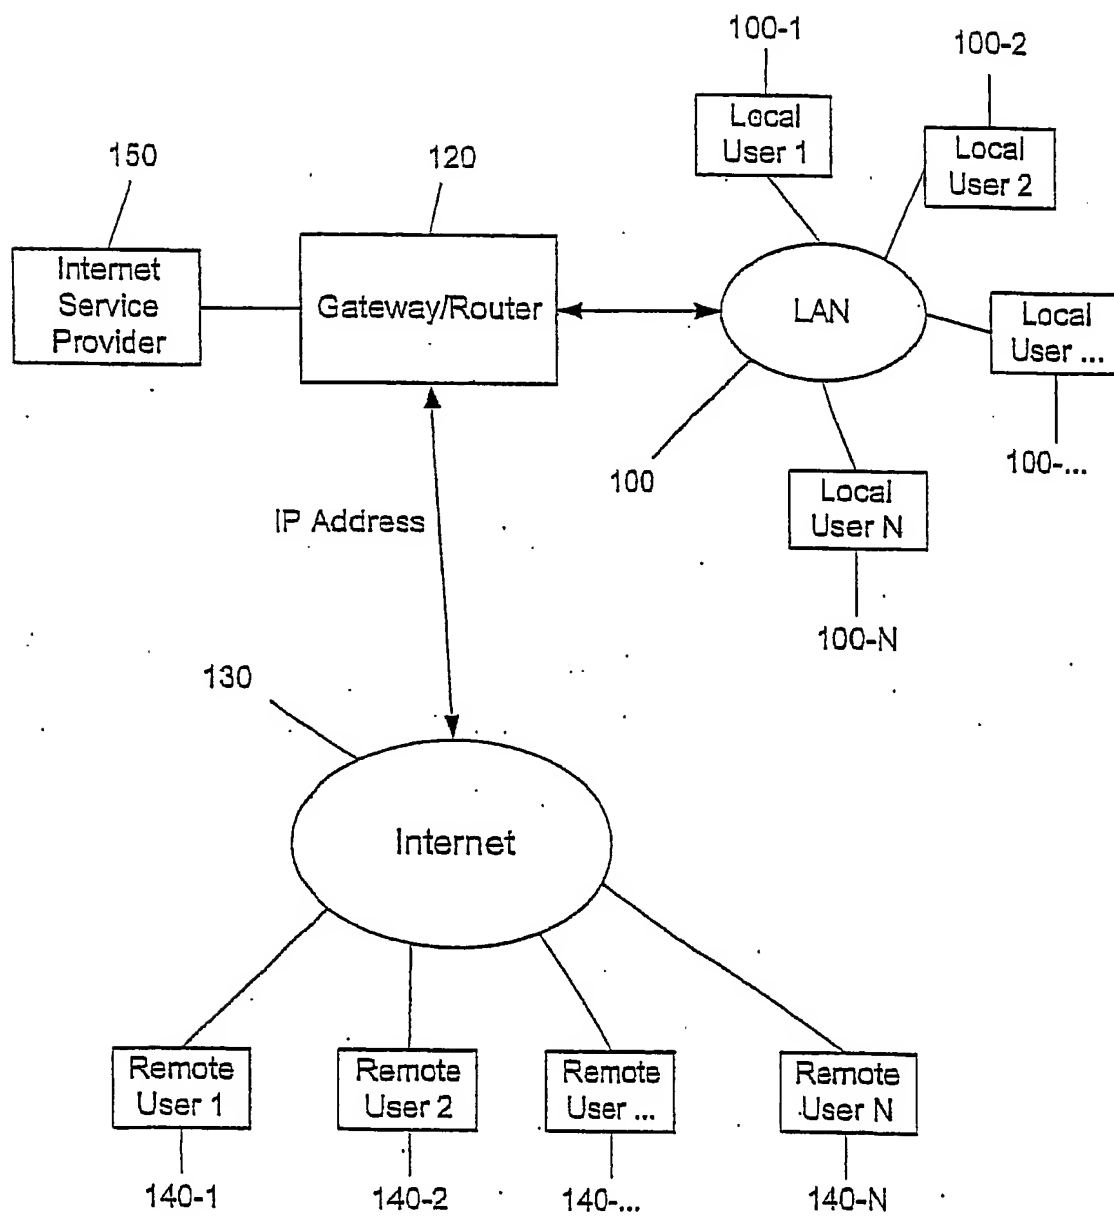 100-1
100-2
Local
User 1
Local
User 2
150
120
Internet
Service
Provider
Gateway/Router
LAN
Local
User ...
100
100-...
Local
User N
IP Address
100-N
130
Internet
Remote
User 1
Remote
User 2
Remote
User ...
Remote
User N
140-1
140-2
140-...
140-N